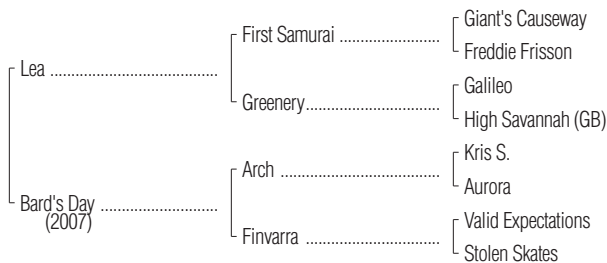 Giant's Causeway
First Samurai ....................
Freddie Frisson
Lea ..................................
Galileo
Greenery........................
High Savannah (GB)
Kris S.
Arch ................................
Aurora
Bard's Day ........................
(2007)
Valid Expectations
Finvarra ..........................
Stolen Skates